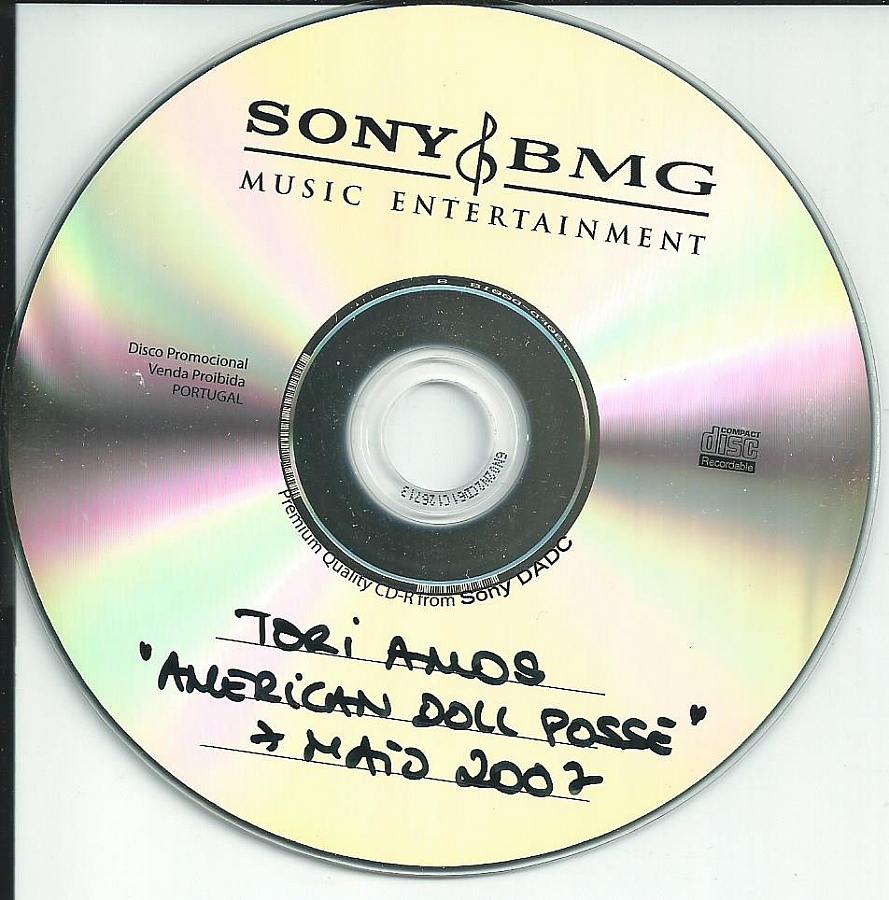 SONY BMG
MUSIC ENTERTAINMENT
Disco Promocional
Venda Proibida
PORTUGAL
COMPACT
disc
Recordable
Premium Quality CD-R from Sony DADC
TORi AMOS
"AMERiCAN DOLL POSSE"
7 MAiO 2007